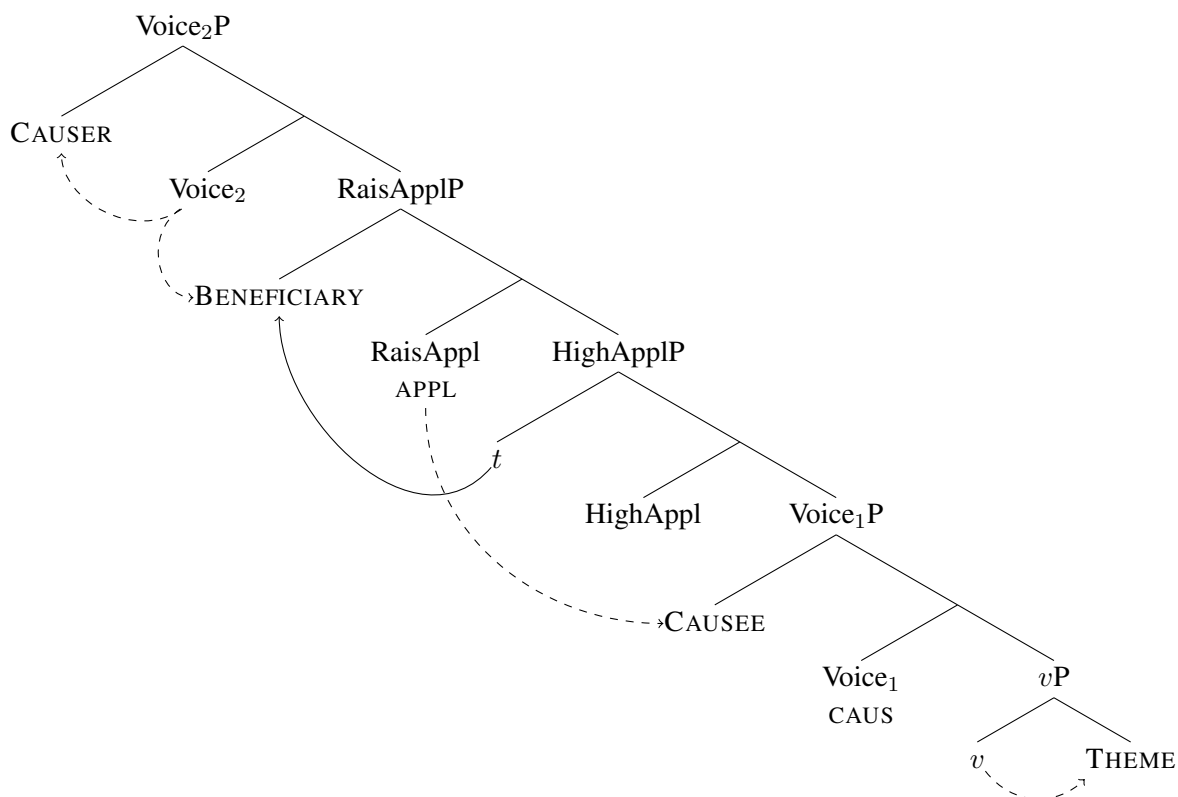 Voice₂P
CAUSER
Voice₂ RaisApplP
BENEFICIARY
RaisAppl HighApplP
APPL
t
HighAppl Voice₁P
CAUSEE
Voice₁ vP
CAUS
v THEME